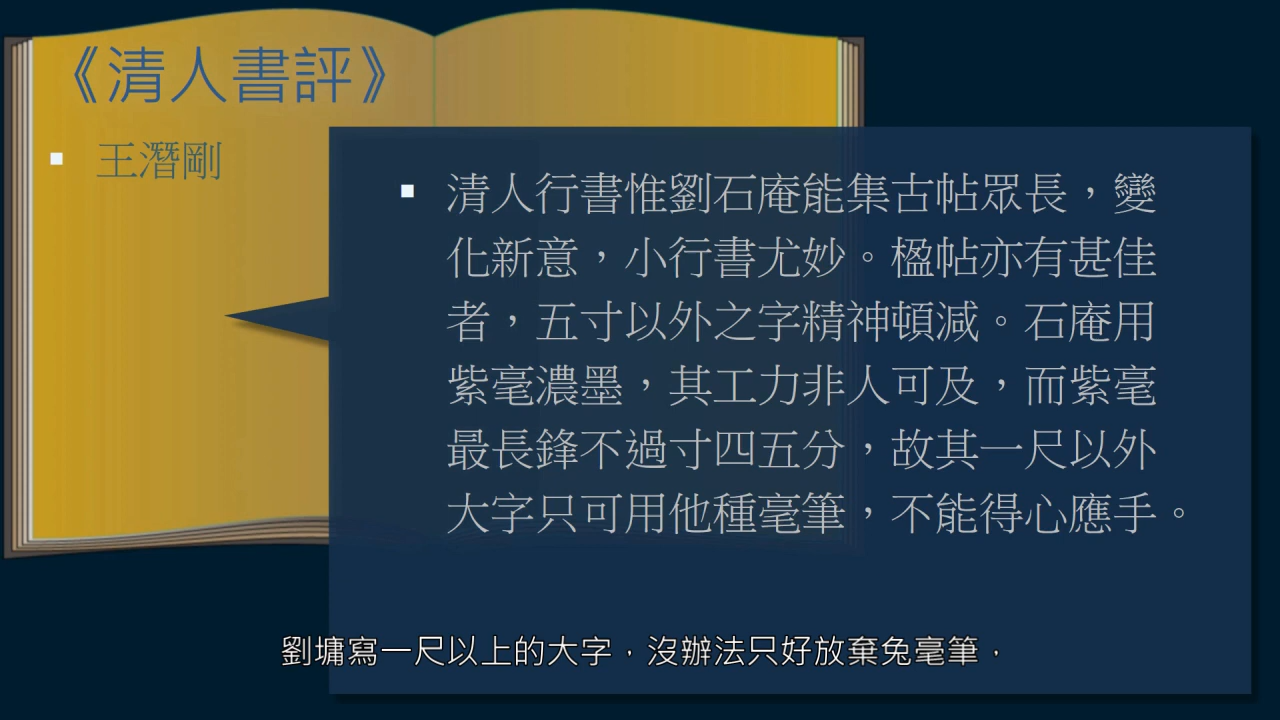 《清人書評》
▪ 王潛剛
▪ 清人行書惟劉石庵能集古帖眾長，變
化新意，小行書尤妙。楹帖亦有甚佳
者，五寸以外之字精神頓減。石庵用
紫毫濃墨，其工力非人可及，而紫毫
最長鋒不過寸四五分，故其一尺以外
大字只可用他種毫筆，不能得心應手。
劉墉寫一尺以上的大字，沒辦法只好放棄兔毫筆，